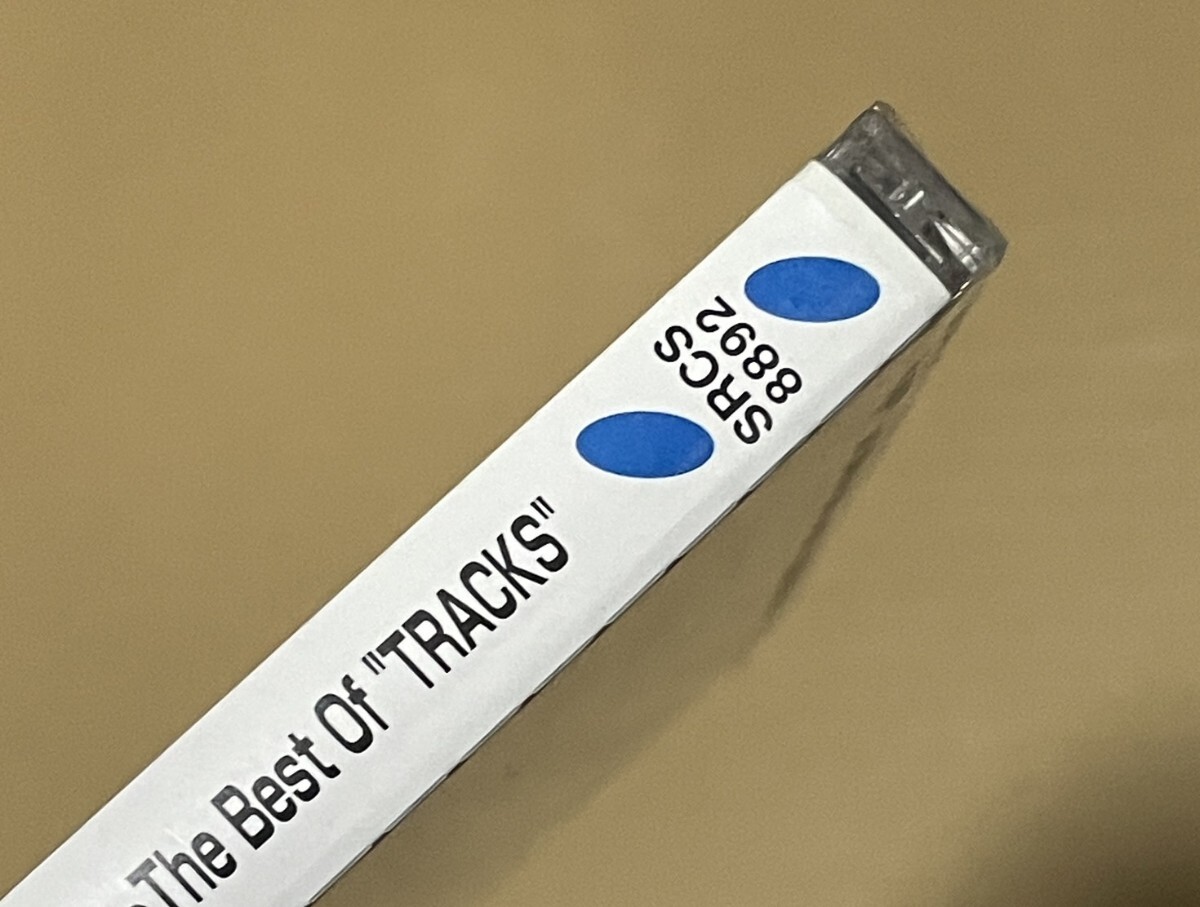 The Best Of "TRACKS"
SRCS
8892